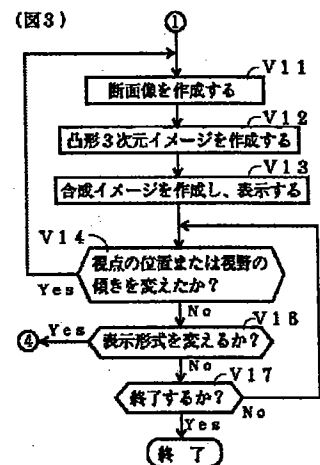 (図3)
①
V11
断面像を作成する
V12
凸形3次元イメージを作成する
V13
合成イメージを作成し、表示する
V14
視点の位置または視野の
傾きを変えたか?
Yes
No
V16
Yes
④
表示形式を変えるか?
No
V17
終了するか?
No
Yes
終 了